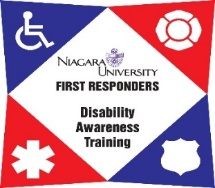 NIAGARA
UNIVERSITY
FIRST RESPONDERS
Disability
Awareness
Training